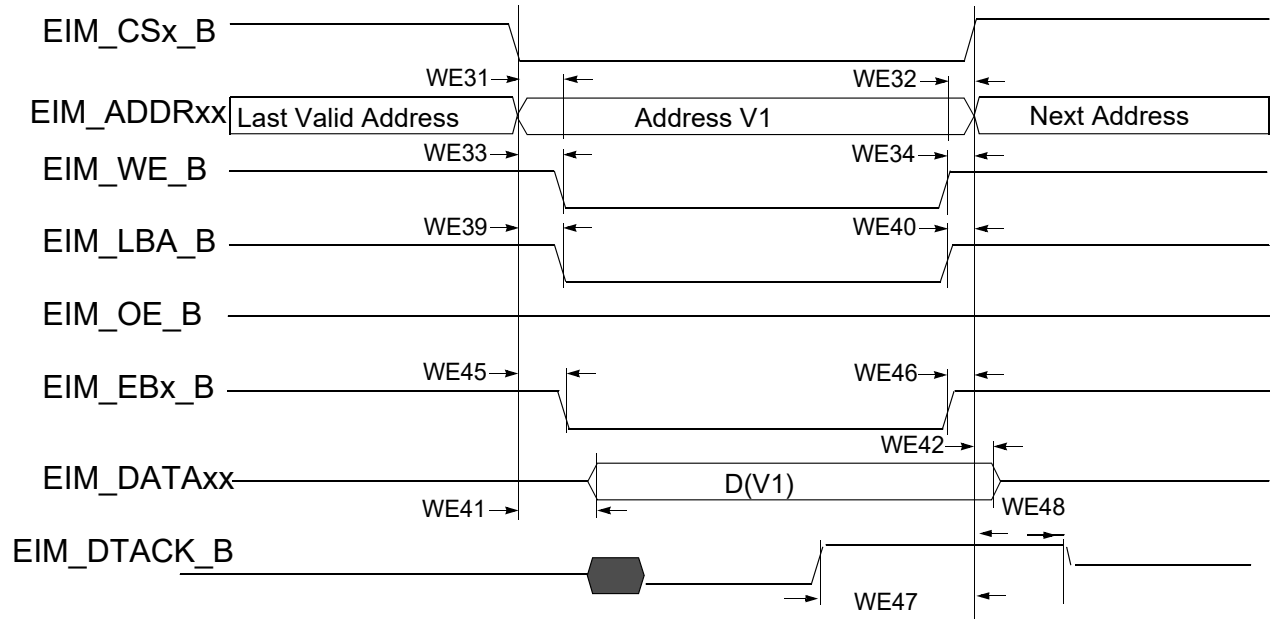 EIM_CSx_B
WE31 WE32
EIM_ADDRxx Last Valid Address Address V1 Next Address
WE33 WE34
EIM_WE_B
WE39 WE40
EIM_LBA_B
EIM_OE_B
WE45 WE46
EIM_EBx_B
WE42
EIM_DATAxx D(V1)
WE41 WE48
EIM_DTACK_B
WE47